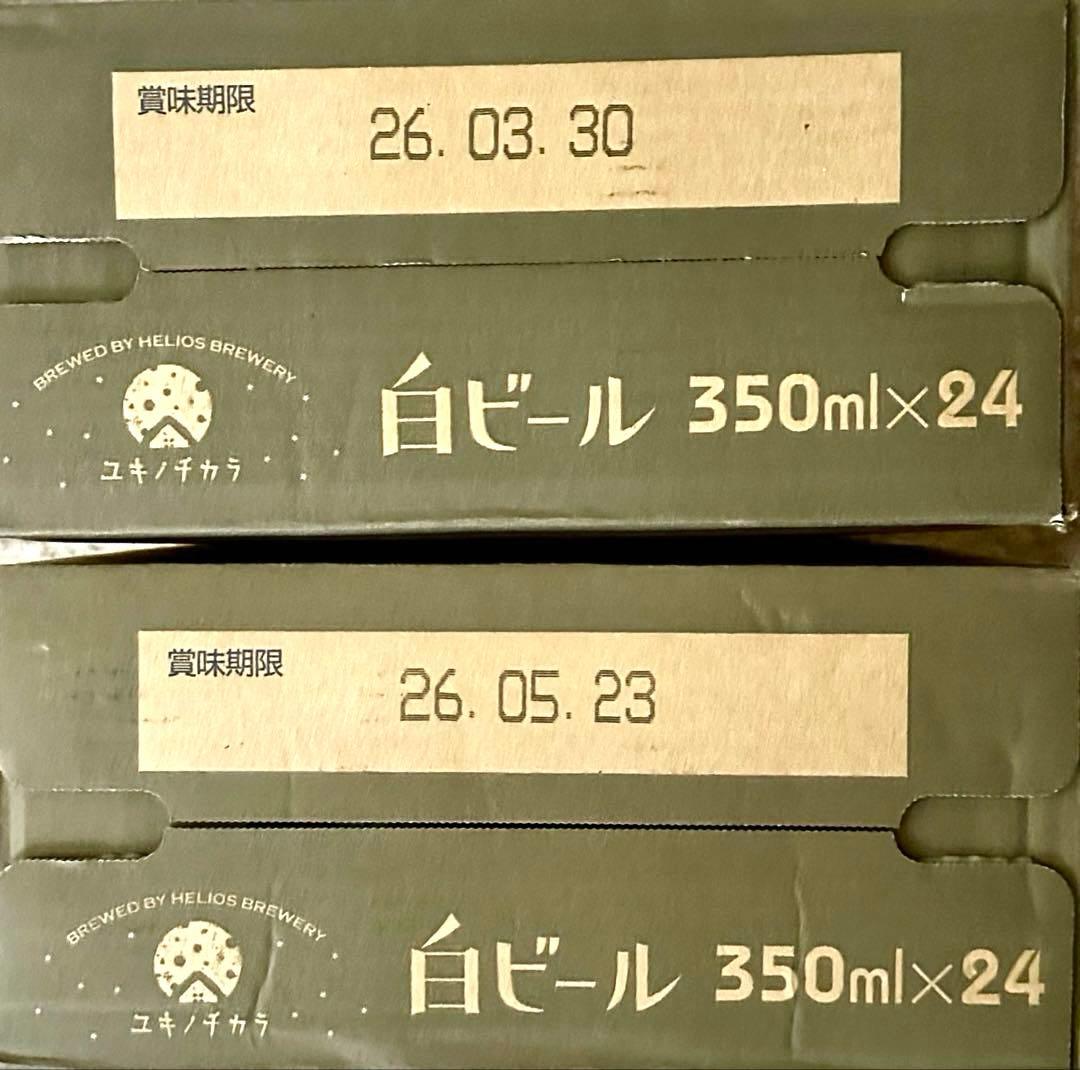 賞味期限
26. 03. 30
BREWED BY HELIOS BREWERY
ユキノチカラ
白ビール 350ml×24
賞味期限
26. 05. 23
BREWED BY HELIOS BREWERY
ユキノチカラ
白ビール 350ml×24